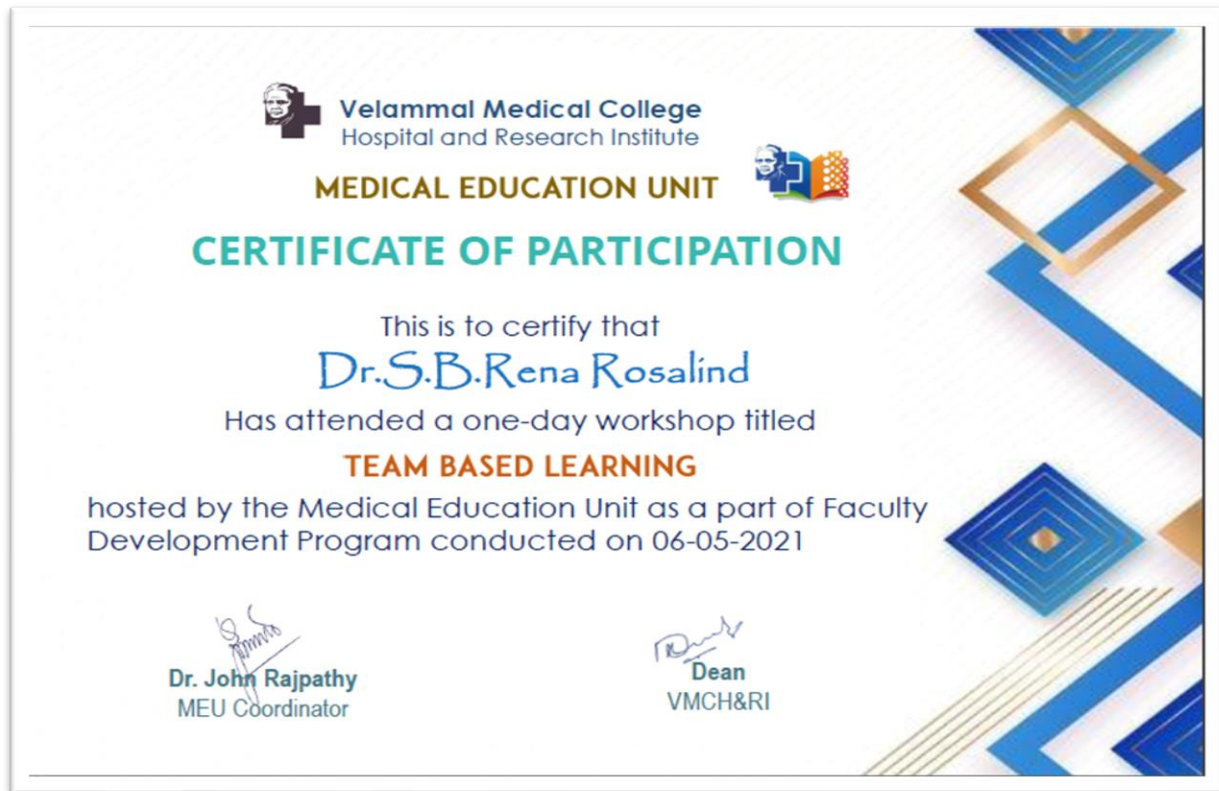 Velammal Medical College
Hospital and Research Institute
MEDICAL EDUCATION UNIT
CERTIFICATE OF PARTICIPATION
This is to certify that
Dr.S.B.Rena Rosalind
Has attended a one-day workshop titled
TEAM BASED LEARNING
hosted by the Medical Education Unit as a part of Faculty
Development Program conducted on 06-05-2021
Dr. John Rajpathy
MEU Coordinator
Dean
VMCH&RI